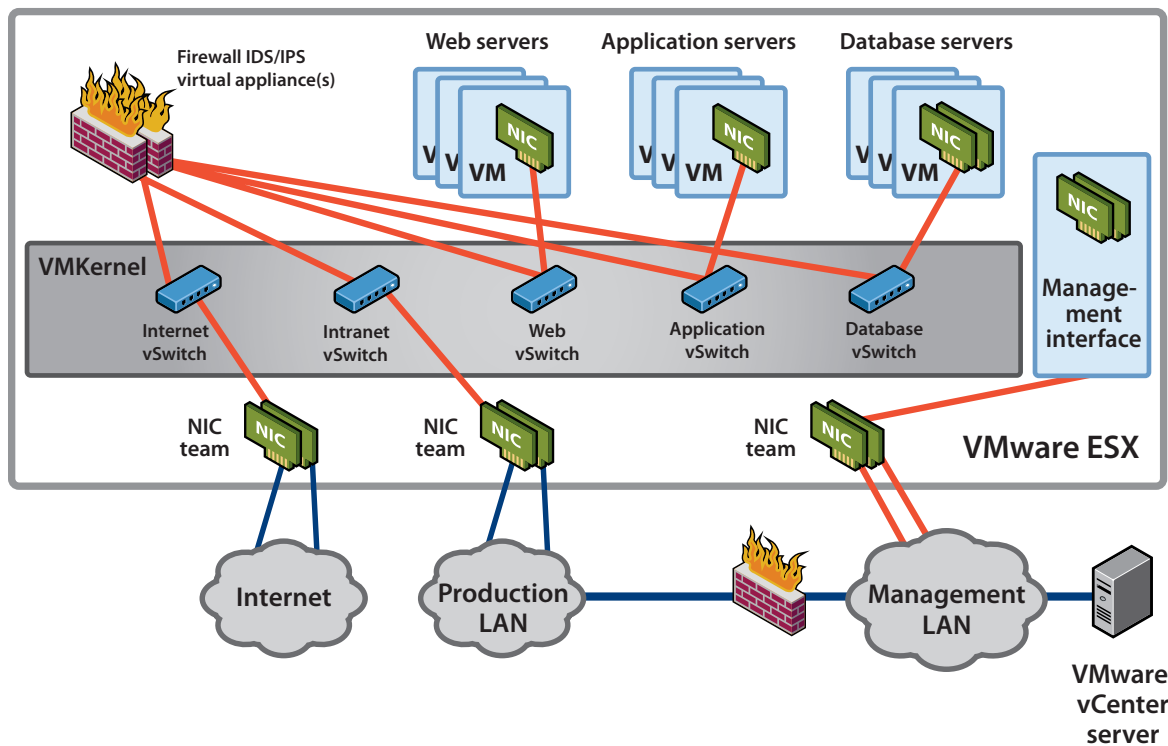 Firewall IDS/IPS
virtual appliance(s)
Web servers
Application servers
Database servers
NIC
V
V
VM
NIC
V
V
VM
NIC
V
V
VM
NIC
Manage-
ment
interface
VMKernel
Internet
vSwitch
Intranet
vSwitch
Web
vSwitch
Application
vSwitch
Database
vSwitch
NIC
team
NIC
NIC
team
NIC
NIC
team
NIC
VMware ESX
Internet
Production
LAN
Management
LAN
VMware
vCenter
server